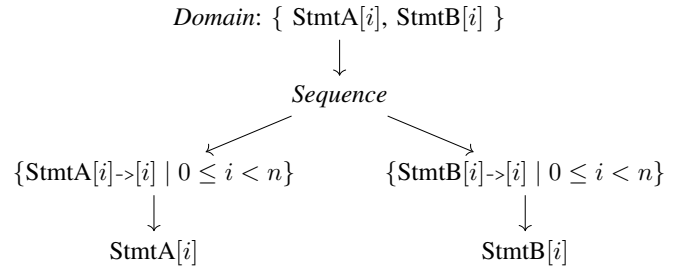 Domain: { StmtA[i], StmtB[i] }
Sequence
{StmtA[i]->[i] | 0 ≤ i < n} {StmtB[i]->[i] | 0 ≤ i < n}
StmtA[i] StmtB[i]